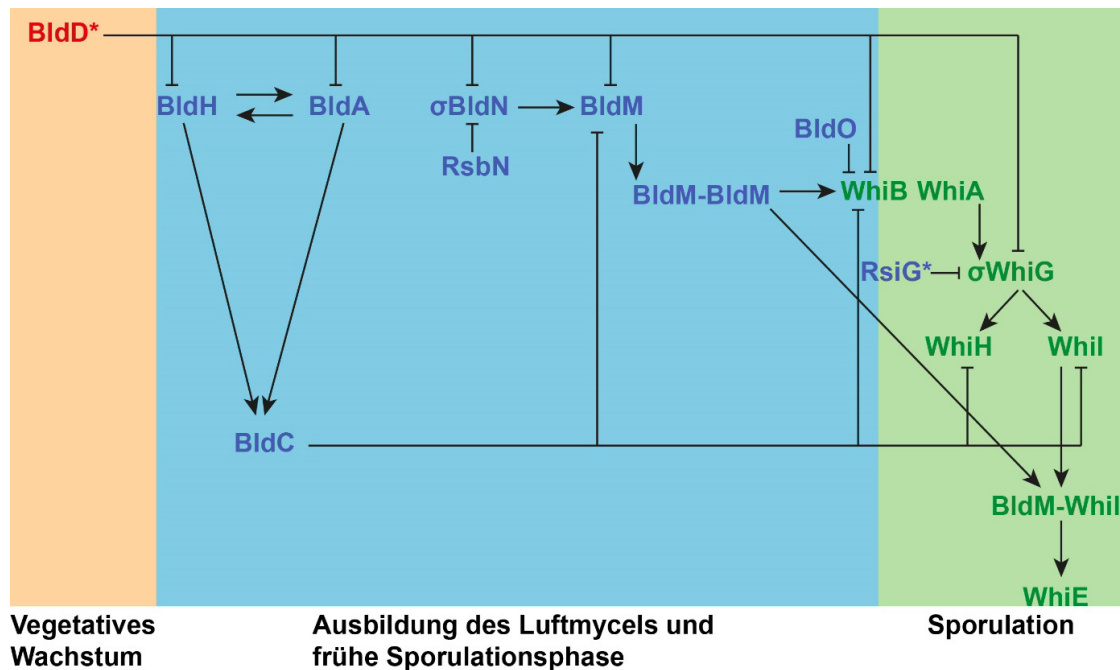 BldD*
BldH
BldA
σBldN
BldM
BldO
RsbN
BldM-BldM
WhiB WhiA
RsiG*
σWhiG
WhiH
WhiI
BldC
BldM-WhiI
WhiE
Vegetatives
Wachstum
Ausbildung des Luftmycels und
frühe Sporulationsphase
Sporulation